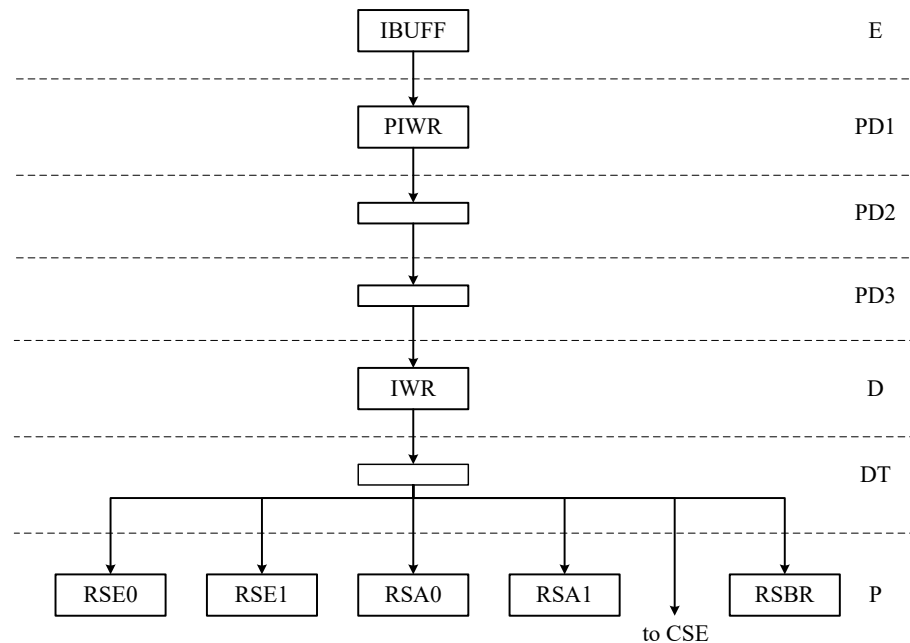 IBUFF E
PIWR PD1
PD2
PD3
IWR D
DT
RSE0 RSE1 RSA0 RSA1 RSBR P
to CSE